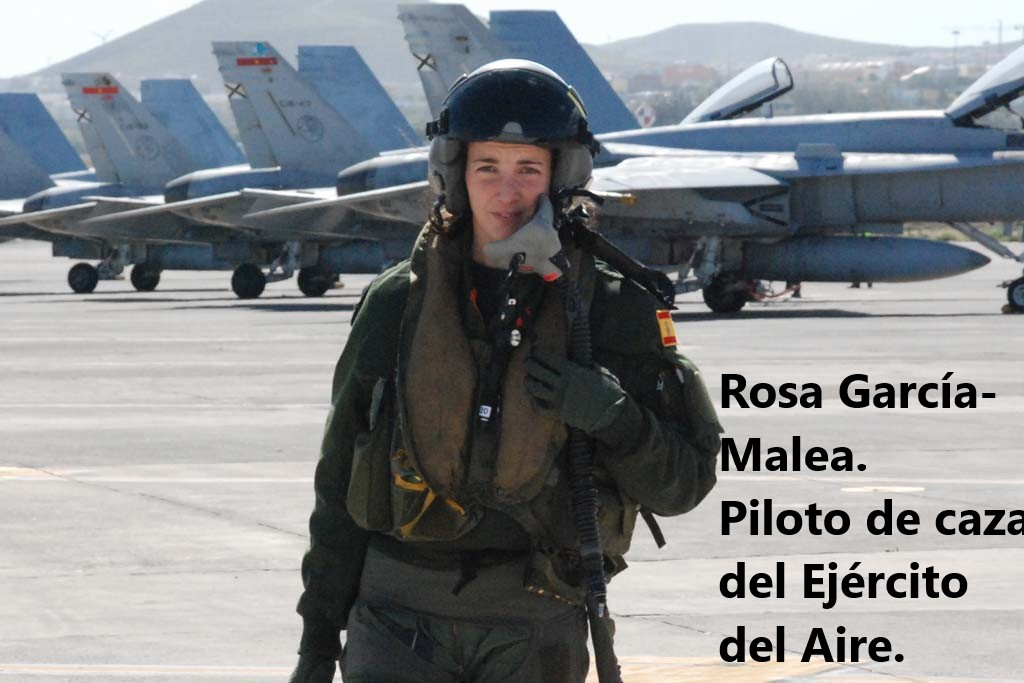 Rosa García-
Malea.
Piloto de caza
del Ejército
del Aire.